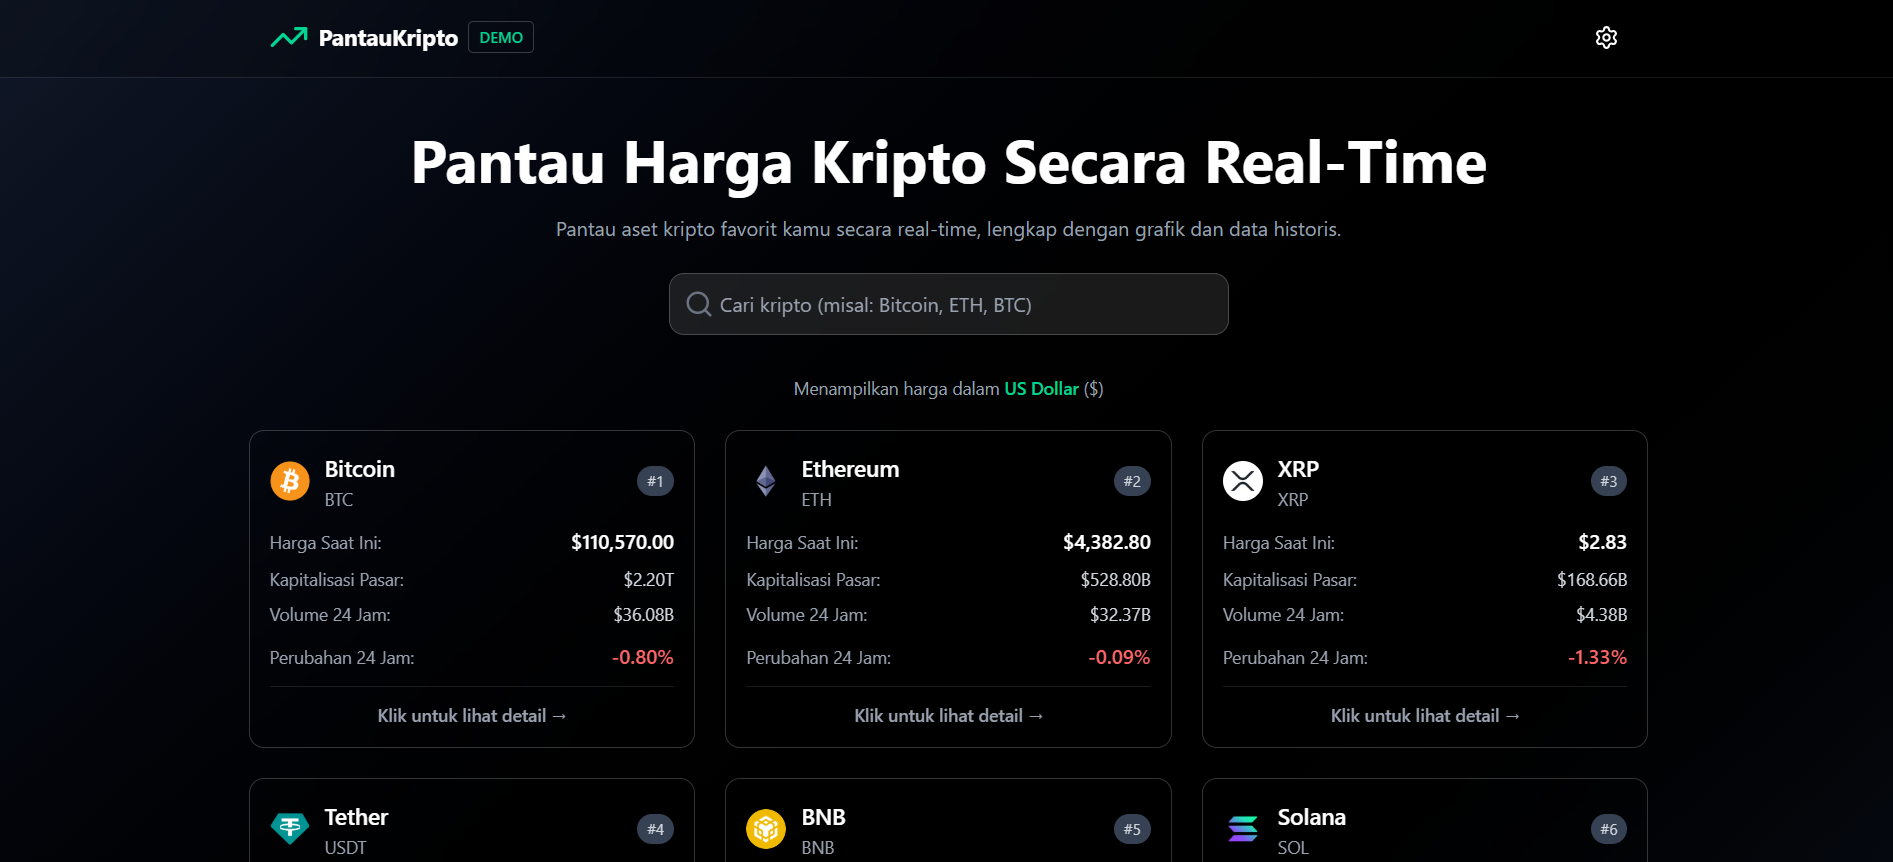 PantauKripto DEMO
Pantau Harga Kripto Secara Real-Time
Pantau aset kripto favorit kamu secara real-time, lengkap dengan grafik dan data historis.
Cari kripto (misal: Bitcoin, ETH, BTC)
Menampilkan harga dalam US Dollar ($)
Bitcoin
BTC
#1
Harga Saat Ini: $110,570.00
Kapitalisasi Pasar: $2.20T
Volume 24 Jam: $36.08B
Perubahan 24 Jam: -0.80%
Klik untuk lihat detail →
Ethereum
ETH
#2
Harga Saat Ini: $4,382.80
Kapitalisasi Pasar: $528.80B
Volume 24 Jam: $32.37B
Perubahan 24 Jam: -0.09%
Klik untuk lihat detail →
XRP
XRP
#3
Harga Saat Ini: $2.83
Kapitalisasi Pasar: $168.66B
Volume 24 Jam: $4.38B
Perubahan 24 Jam: -1.33%
Klik untuk lihat detail →
Tether
USDT
#4
BNB
BNB
#5
Solana
SOL
#6